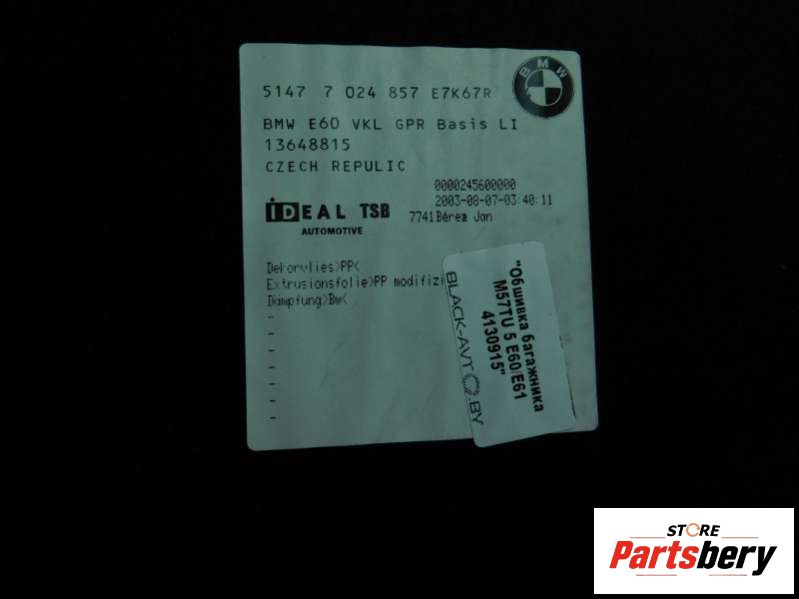 5147 7 024 857 E7K67R
BMW
BMW E60 VKL GPR Basis LI
13648815
CZECH REPULIC
0000245600000
2003-08-07-03:40:11
iDEAL TSB
AUTOMOTIVE
7741 Bérez Jan
Dekorvlies>PP<
Extrusionsfolie>PP modifizi
Dämpfung>Bw<
-
-
-
-
-
-
-
"Обшивка багажника
M57TU 5 E60/E61
4130915"
BLACK-AVTO.BY
STORE
Partsbery